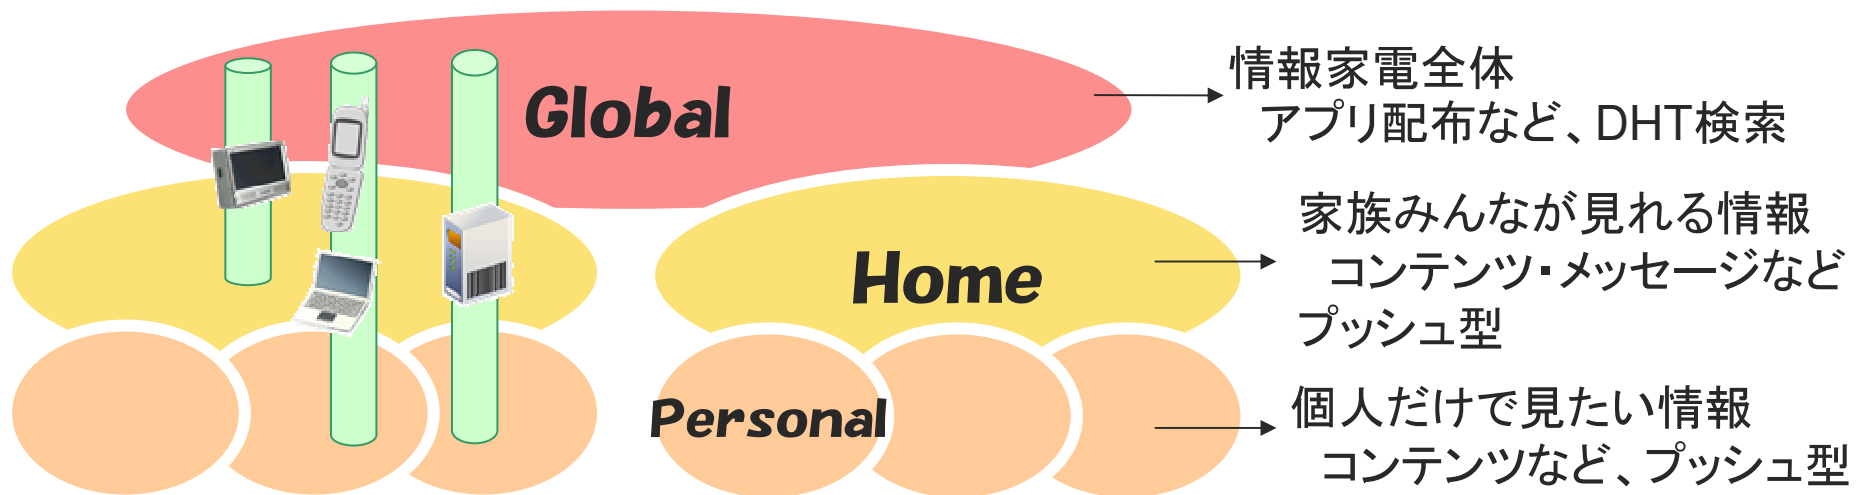 Global
情報家電全体
アプリ配布など、DHT検索
Home
家族みんなが見れる情報
コンテンツ・メッセージなど
プッシュ型
Personal
個人だけで見たい情報
コンテンツなど、プッシュ型